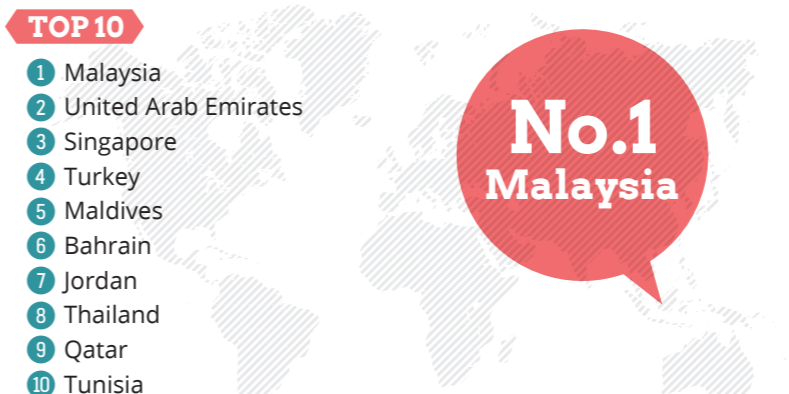 TOP 10
1 Malaysia
2 United Arab Emirates
3 Singapore
4 Turkey
5 Maldives
6 Bahrain
7 Jordan
8 Thailand
9 Qatar
10 Tunisia
No.1
Malaysia